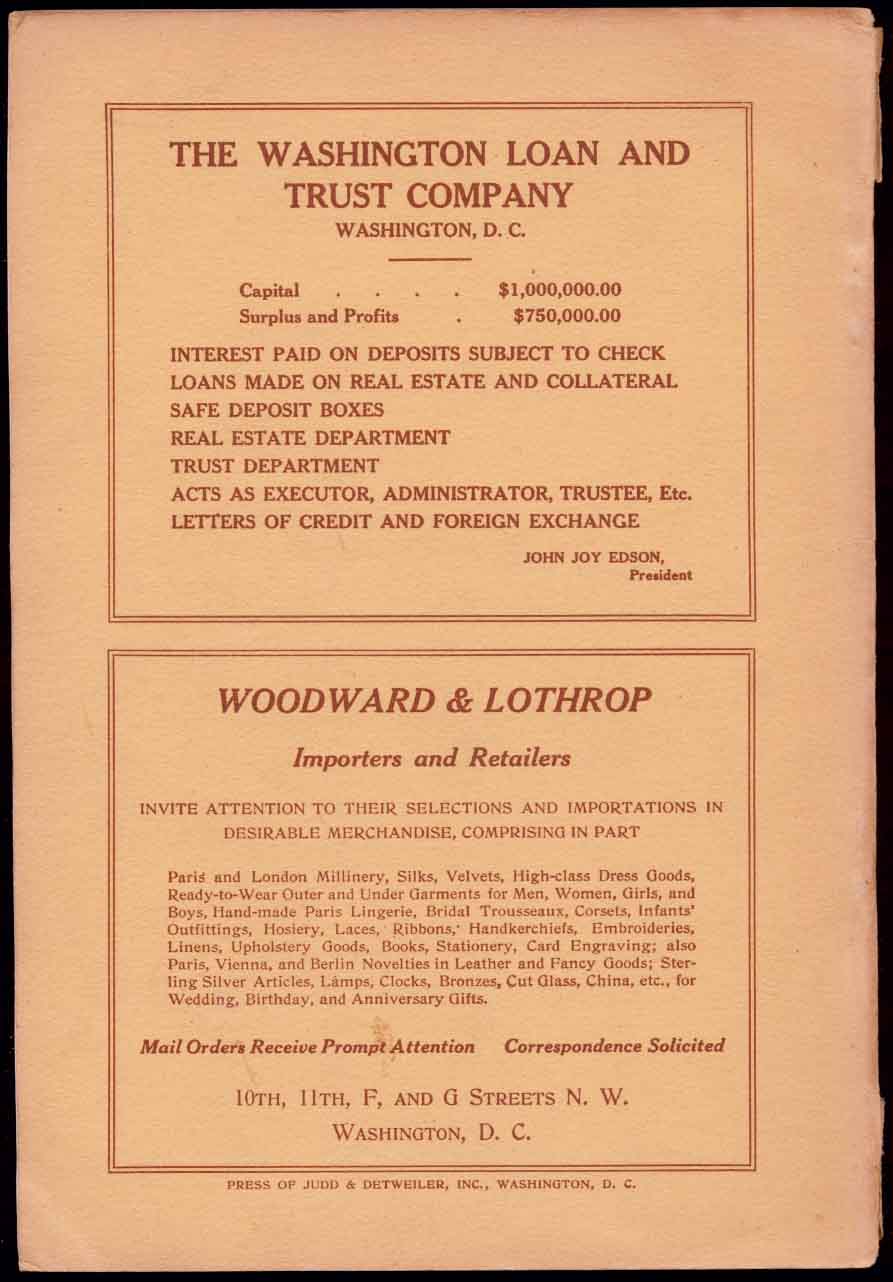 THE WASHINGTON LOAN AND
TRUST COMPANY
WASHINGTON, D. C.
Capital . . . . $1,000,000.00
Surplus and Profits . $750,000.00
INTEREST PAID ON DEPOSITS SUBJECT TO CHECK
LOANS MADE ON REAL ESTATE AND COLLATERAL
SAFE DEPOSIT BOXES
REAL ESTATE DEPARTMENT
TRUST DEPARTMENT
ACTS AS EXECUTOR, ADMINISTRATOR, TRUSTEE, Etc.
LETTERS OF CREDIT AND FOREIGN EXCHANGE
JOHN JOY EDSON,
President
WOODWARD & LOTHROP
Importers and Retailers
INVITE ATTENTION TO THEIR SELECTIONS AND IMPORTATIONS IN
DESIRABLE MERCHANDISE, COMPRISING IN PART
Paris and London Millinery, Silks, Velvets, High-class Dress Goods,
Ready-to-Wear Outer and Under Garments for Men, Women, Girls, and
Boys, Hand-made Paris Lingerie, Bridal Trousseaux, Corsets, Infants'
Outfittings, Hosiery, Laces, Ribbons, Handkerchiefs, Embroideries,
Linens, Upholstery Goods, Books, Stationery, Card Engraving; also
Paris, Vienna, and Berlin Novelties in Leather and Fancy Goods; Ster-
ling Silver Articles, Lamps, Clocks, Bronzes, Cut Glass, China, etc., for
Wedding, Birthday, and Anniversary Gifts.
Mail Orders Receive Prompt Attention Correspondence Solicited
10TH, 11TH, F, AND G STREETS N. W.
WASHINGTON, D. C.
PRESS OF JUDD & DETWEILER, INC., WASHINGTON, D. C.